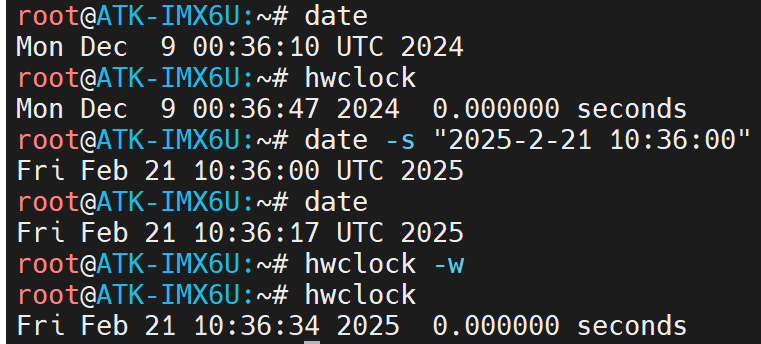 root@ATK-IMX6U:~# date
Mon Dec  9 00:36:10 UTC 2024
root@ATK-IMX6U:~# hwclock
Mon Dec  9 00:36:47 2024  0.000000 seconds
root@ATK-IMX6U:~# date -s "2025-2-21 10:36:00"
Fri Feb 21 10:36:00 UTC 2025
root@ATK-IMX6U:~# date
Fri Feb 21 10:36:17 UTC 2025
root@ATK-IMX6U:~# hwclock -w
root@ATK-IMX6U:~# hwclock
Fri Feb 21 10:36:34 2025  0.000000 seconds